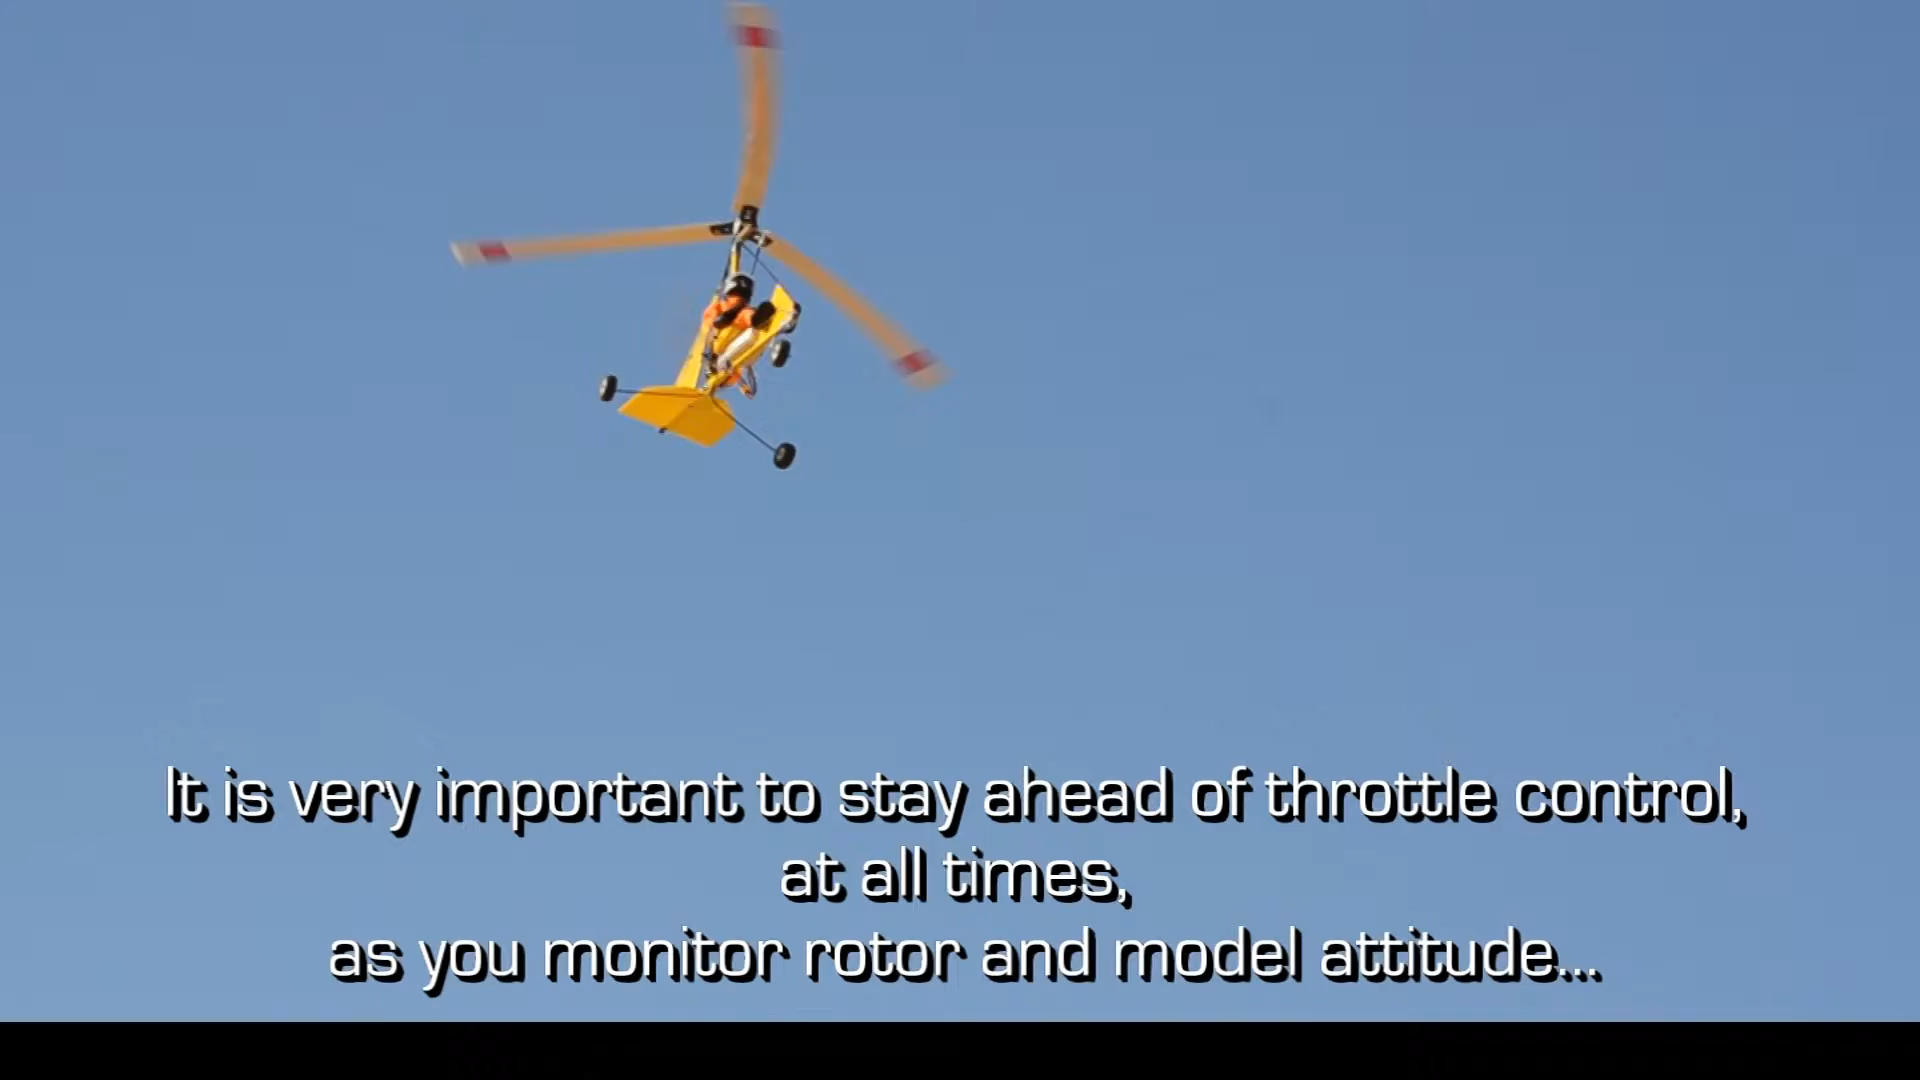 It is very important to stay ahead of throttle control,
at all times,
as you monitor rotor and model attitude...